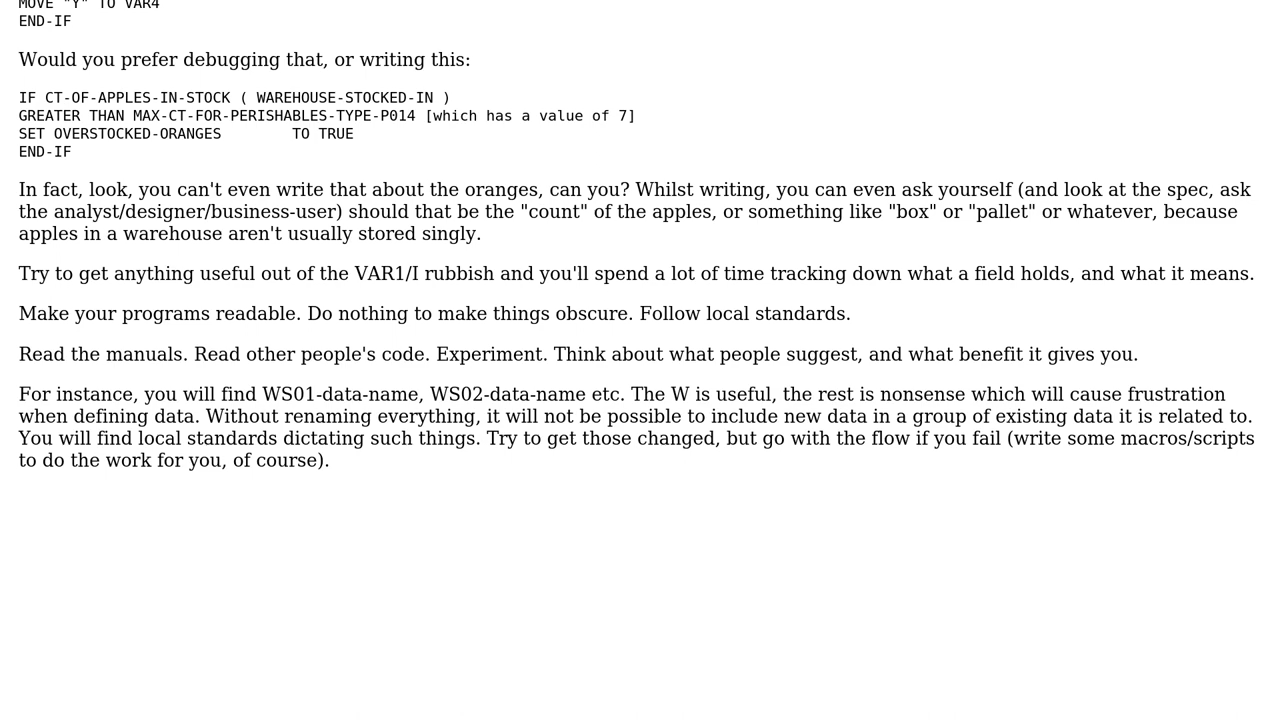 MOVE "Y" TO VAR4
END-IF
Would you prefer debugging that, or writing this:
IF CT-OF-APPLES-IN-STOCK ( WAREHOUSE-STOCKED-IN )
GREATER THAN MAX-CT-FOR-PERISHABLES-TYPE-P014 [which has a value of 7]
SET OVERSTOCKED-ORANGES        TO TRUE
END-IF
In fact, look, you can't even write that about the oranges, can you? Whilst writing, you can even ask yourself (and look at the spec, ask
the analyst/designer/business-user) should that be the "count" of the apples, or something like "box" or "pallet" or whatever, because
apples in a warehouse aren't usually stored singly.
Try to get anything useful out of the VAR1/I rubbish and you'll spend a lot of time tracking down what a field holds, and what it means.
Make your programs readable. Do nothing to make things obscure. Follow local standards.
Read the manuals. Read other people's code. Experiment. Think about what people suggest, and what benefit it gives you.
For instance, you will find WS01-data-name, WS02-data-name etc. The W is useful, the rest is nonsense which will cause frustration
when defining data. Without renaming everything, it will not be possible to include new data in a group of existing data it is related to.
You will find local standards dictating such things. Try to get those changed, but go with the flow if you fail (write some macros/scripts
to do the work for you, of course).